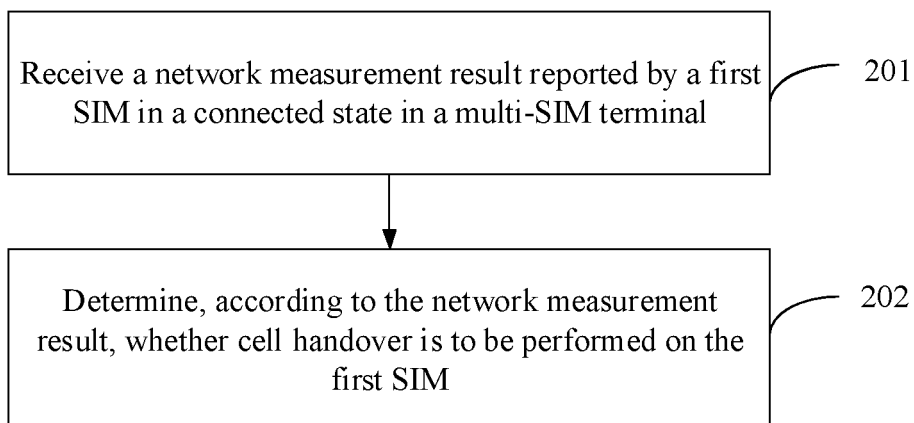 Receive a network measurement result reported by a first
SIM in a connected state in a multi-SIM terminal
201
Determine, according to the network measurement
result, whether cell handover is to be performed on the
first SIM
202